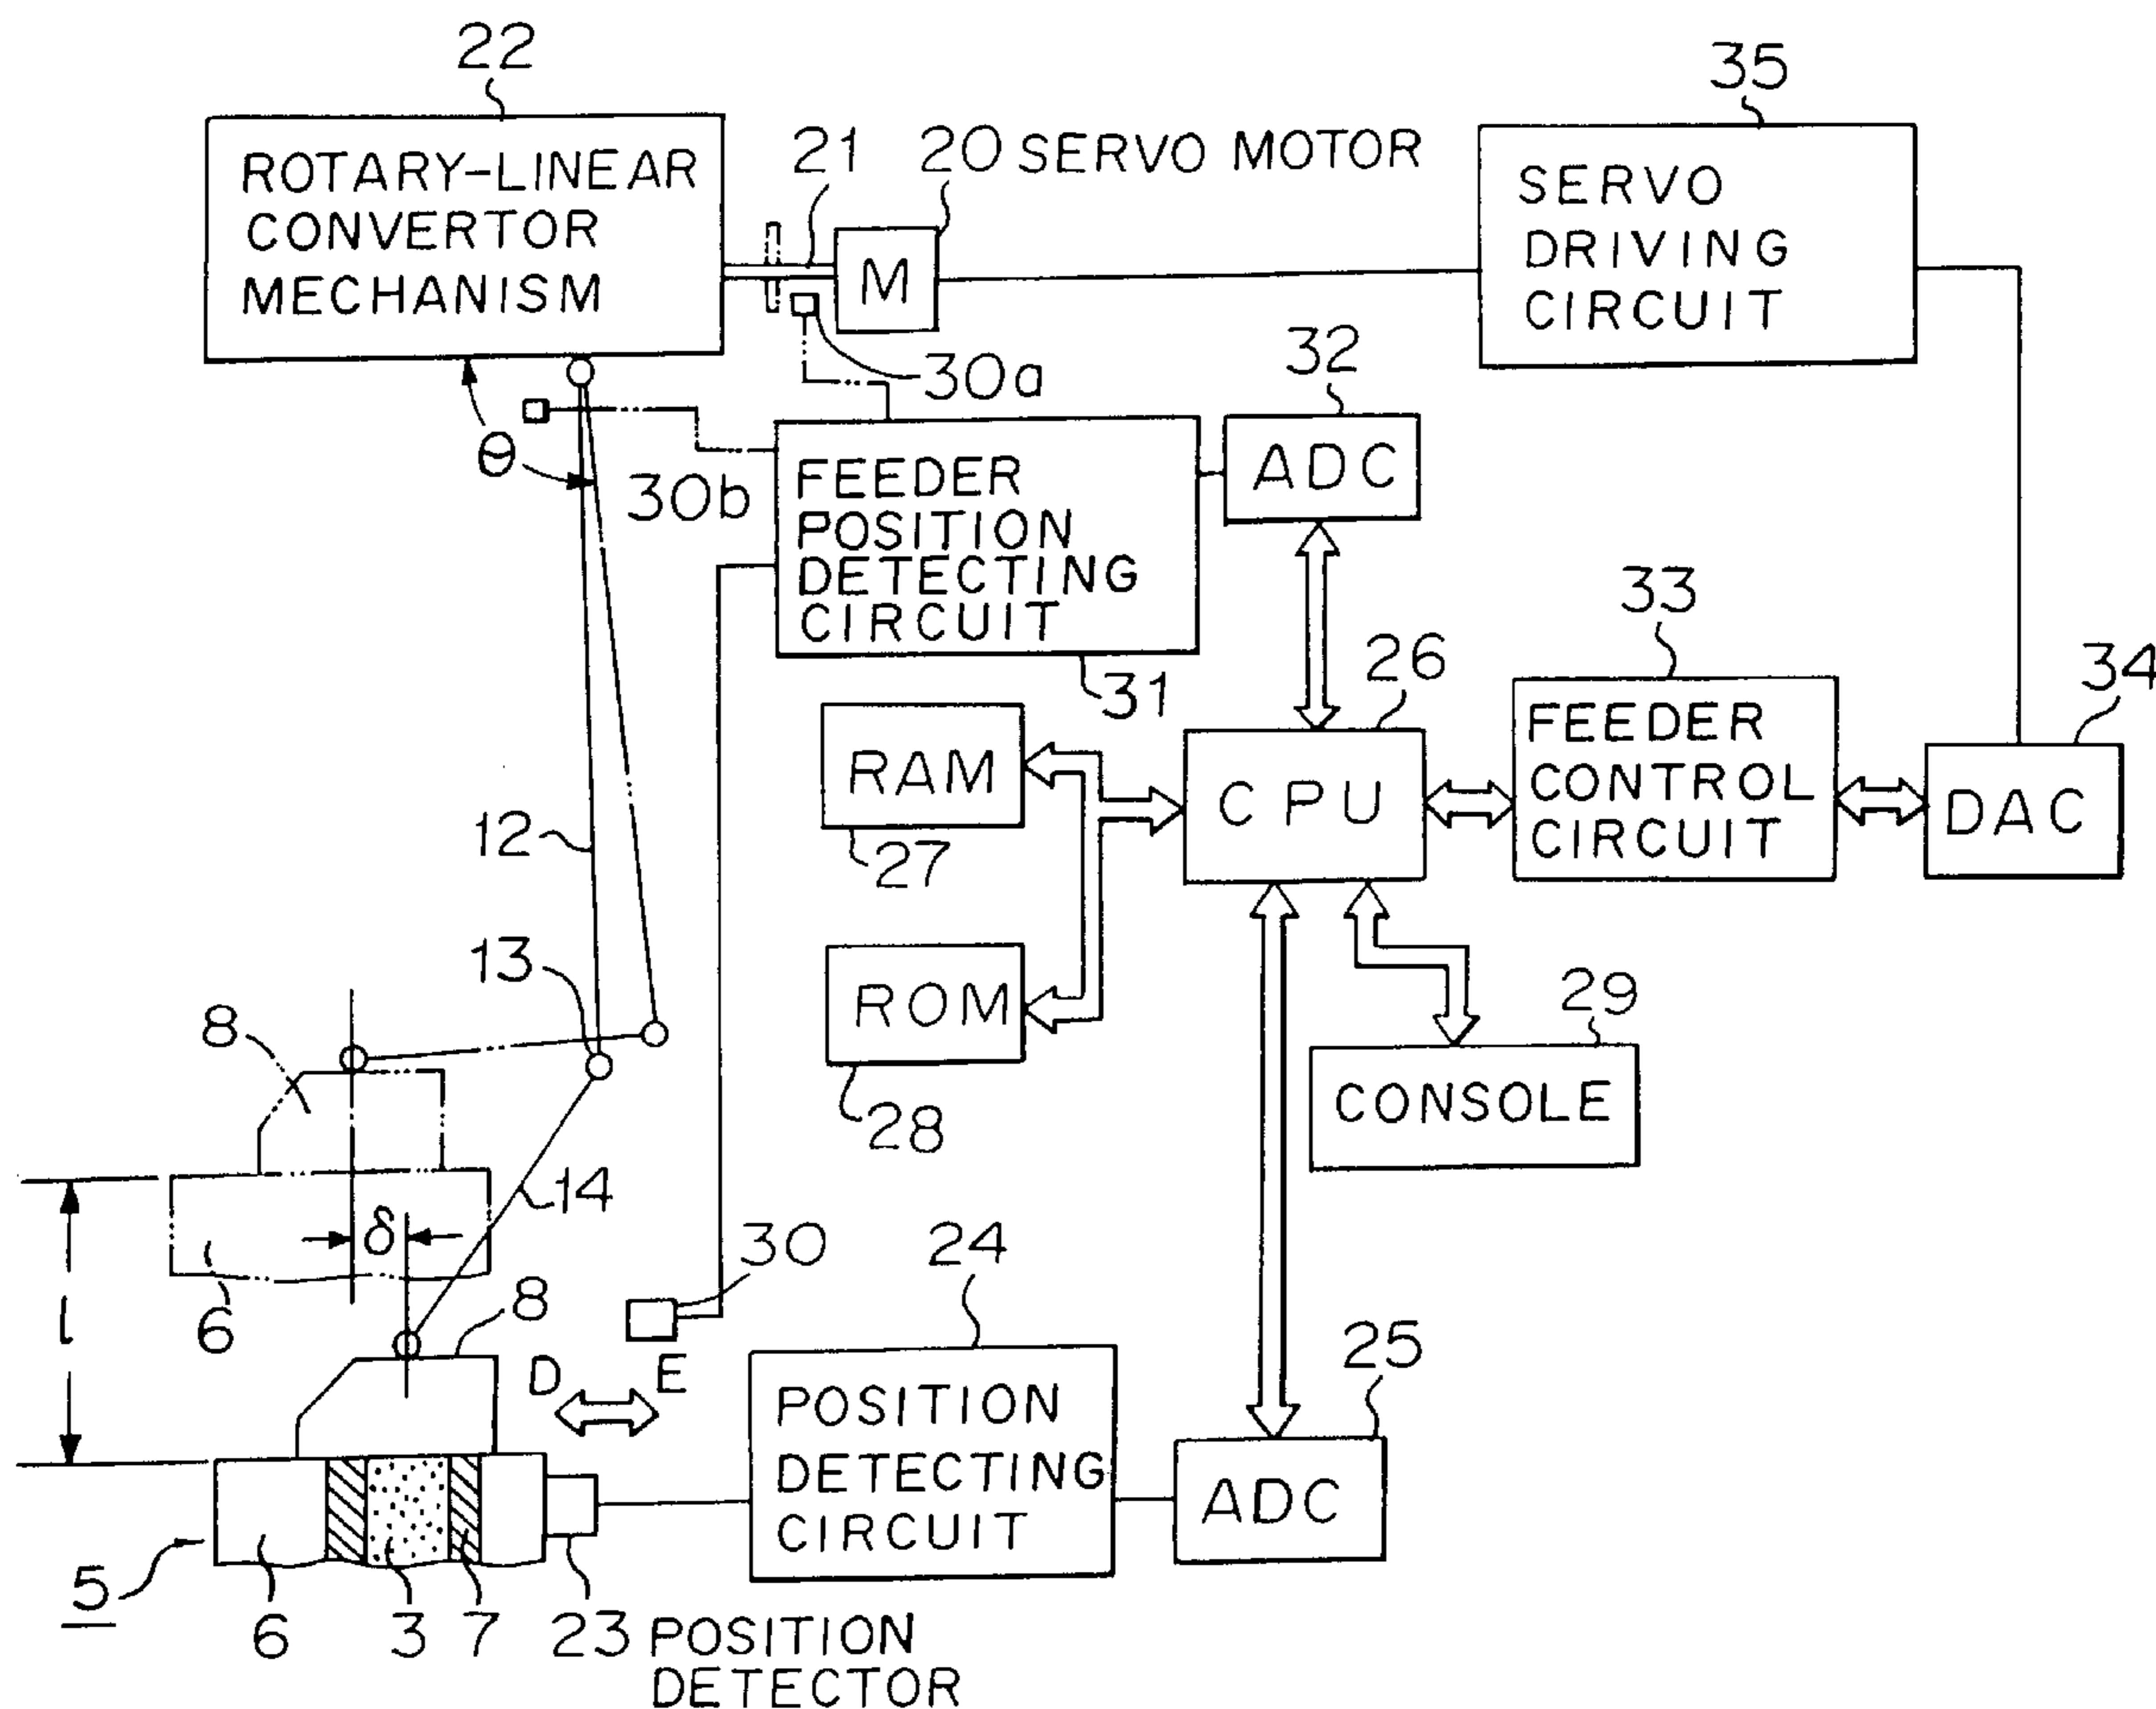 22
35
21
20 SERVO MOTOR
ROTARY-LINEAR
CONVERTOR
MECHANISM
M
SERVO
DRIVING
CIRCUIT
30a
32
θ
30b
FEEDER
POSITION
DETECTING
CIRCUIT
ADC
31
33
26
34
RAM
27
CPU
FEEDER
CONTROL
CIRCUIT
DAC
12
13
8
ROM
28
29
CONSOLE
14
δ
l
6
8
30
24
D
E
25
POSITION
DETECTING
CIRCUIT
ADC
5
6
3
7
23 POSITION
DETECTOR